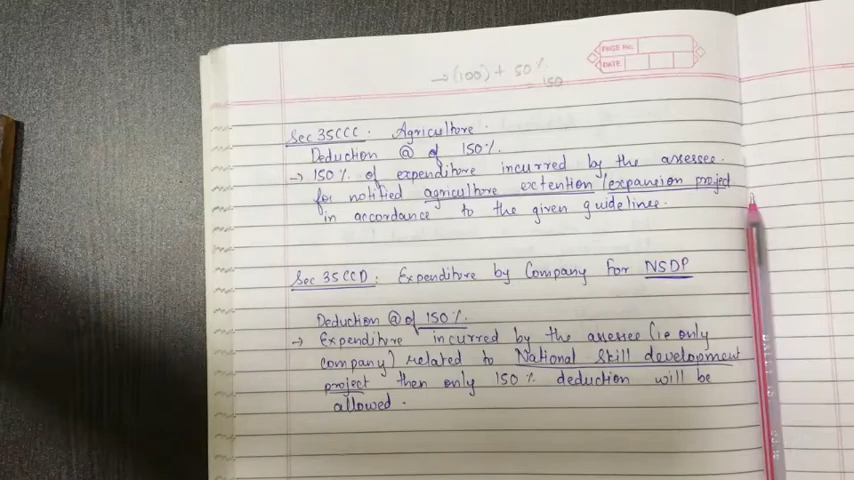 PAGE No.
DATE
→ (100) + 50%.
= 150
Sec 35CCC. Agriculture.
Deduction @ of 150%.
→ 150% of expenditure incurred by the assessee.
for notified agriculture extention /expansion project
in accordance to the given guidelines.
Sec 35CCD: Expenditure by Company For NSDP
Deduction @ of 150%.
→ Expenditure incurred by the assessee (ie only
company) related to National Skill development
project then only 150% deduction will be
allowed.